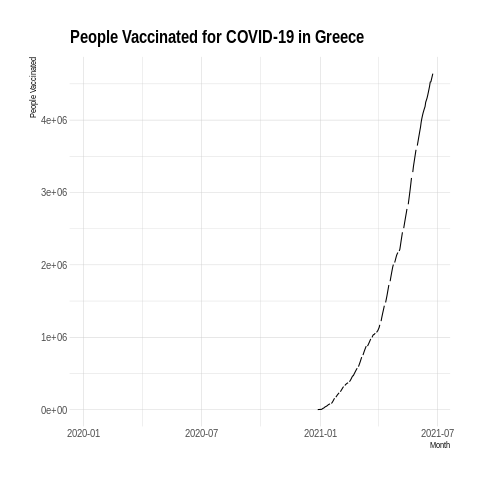 People Vaccinated for COVID-19 in Greece
People Vaccinated
4e+06
3e+06
2e+06
1e+06
0e+00
2020-01 2020-07 2021-01 2021-07
Month